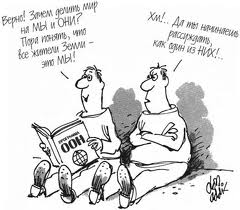 Верно! Зачем делить мир
на МЫ и ОНИ?
Пора понять, что
все жители Земли –
это МЫ!
Хм!.. Да ты начинаешь
рассуждать,
как один из НИХ!..
ООН